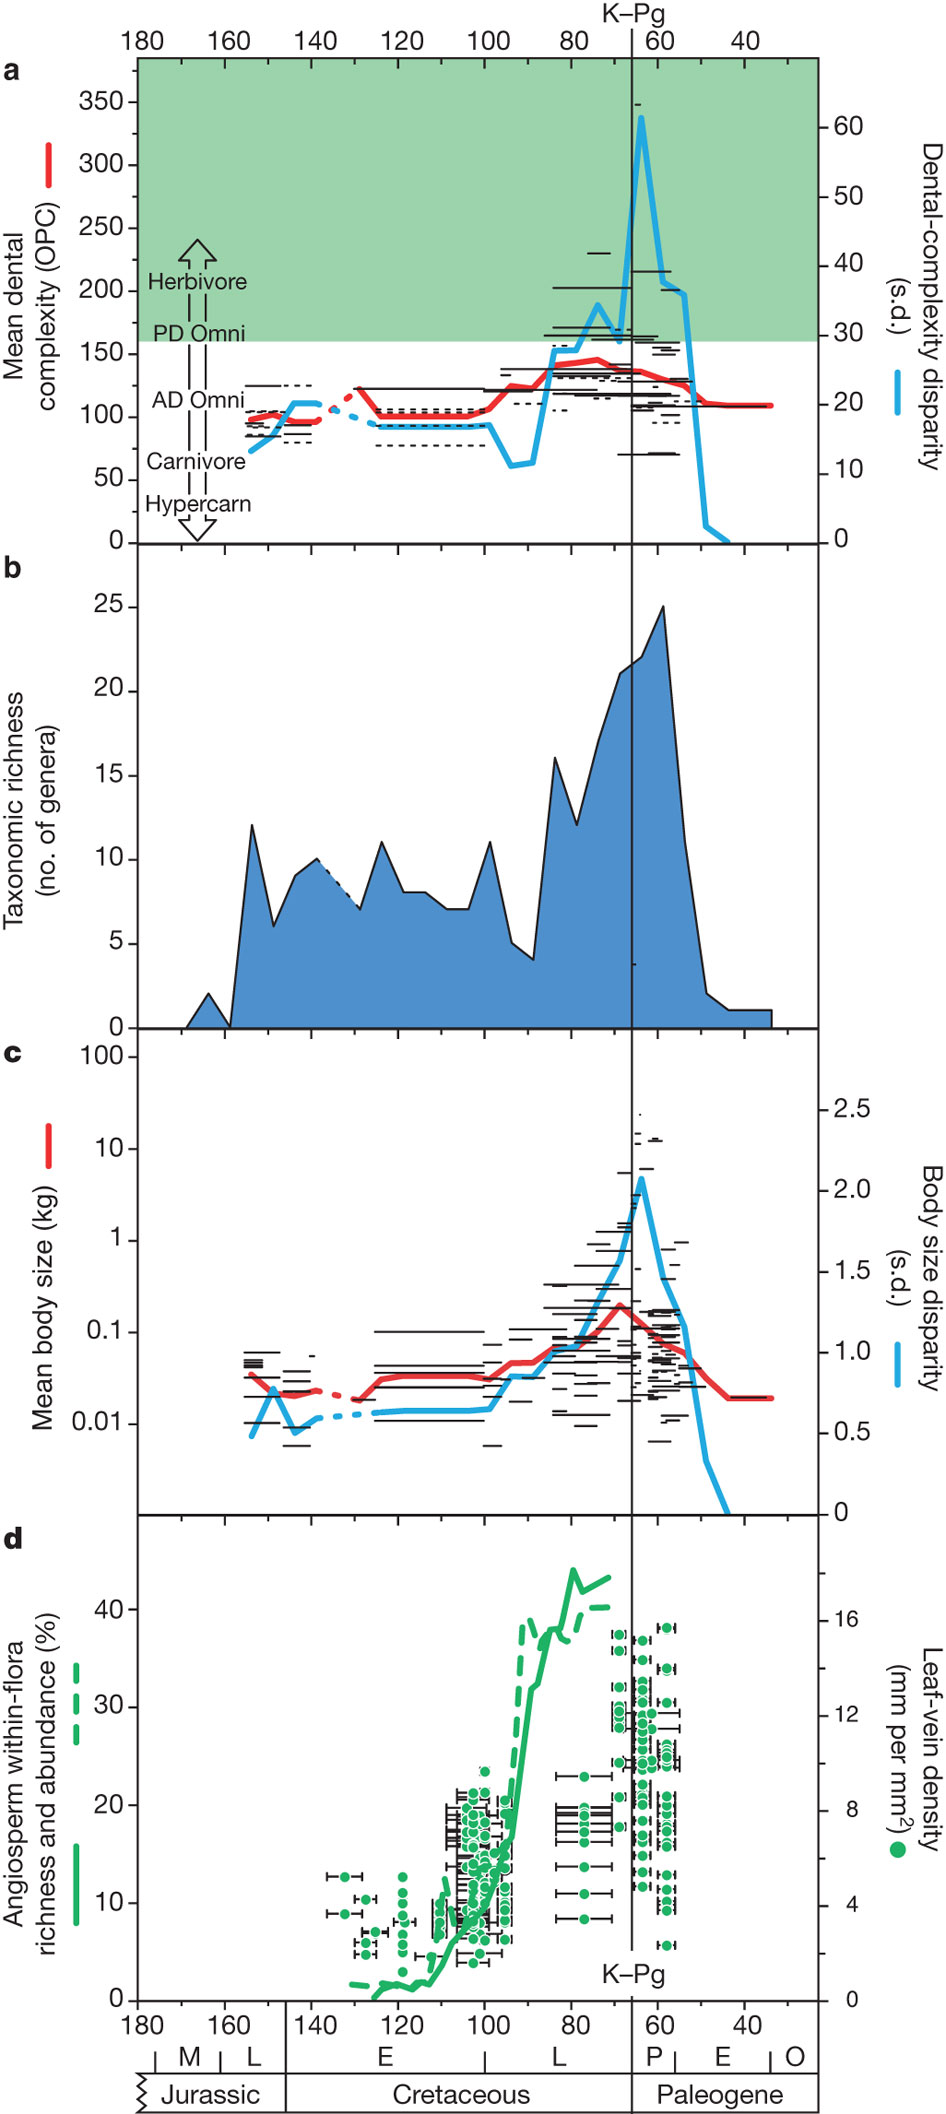 K–Pg
180 160 140 120 100 80 60 40
a
350
300
250
200
150
100
50
0
Mean dental
complexity (OPC)
Herbivore
PD Omni
AD Omni
Carnivore
Hypercarn
60
50
40
30
20
10
0
Dental-complexity disparity
(s.d.)
b
25
20
15
10
5
0
Taxonomic richness
(no. of genera)
c
100
10
1
0.1
0.01
Mean body size (kg)
2.5
2.0
1.5
1.0
0.5
0
Body size disparity
(s.d.)
d
40
30
20
10
0
Angiosperm within-flora
richness and abundance (%)
16
12
8
4
0
Leaf-vein density
(mm per mm²)
K–Pg
180 160 140 120 100 80 60 40
M L E L P E O
Jurassic Cretaceous Paleogene